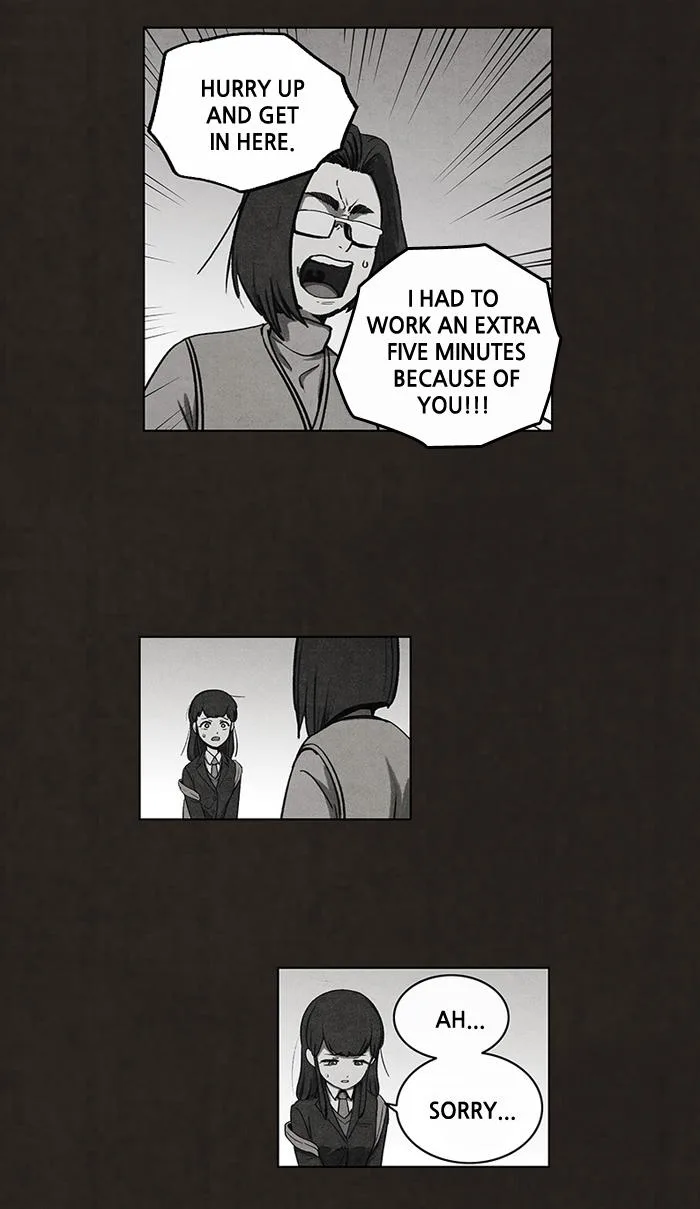 HURRY UP
AND GET
IN HERE.
I HAD TO
WORK AN EXTRA
FIVE MINUTES
BECAUSE OF
YOU!!!
AH...
SORRY...